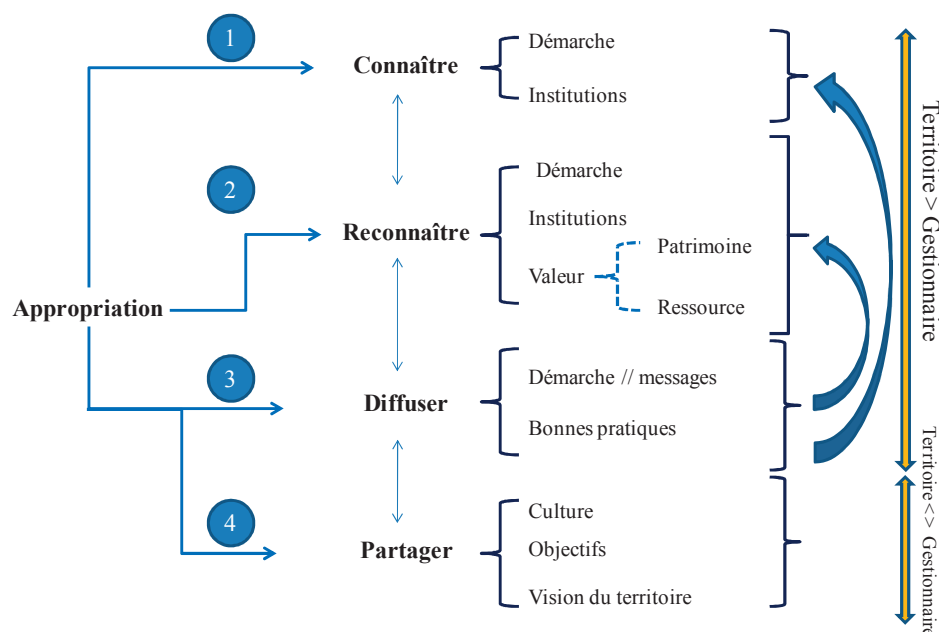 1
Connaître
Démarche
Institutions
2
Reconnaître
Démarche
Institutions
Valeur
Patrimoine
Ressource
Appropriation
3
Diffuser
Démarche // messages
Bonnes pratiques
4
Partager
Culture
Objectifs
Vision du territoire
Territoire > Gestionnaire
Territoire <> Gestionnaire